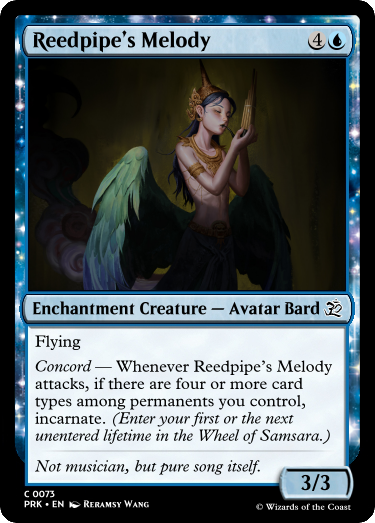 Reedpipe's Melody 4
Enchantment Creature — Avatar Bard
Flying
Concord — Whenever Reedpipe's Melody
attacks, if there are four or more card
types among permanents you control,
incarnate. (Enter your first or the next
unentered lifetime in the Wheel of Samsara.)
Not musician, but pure song itself.
3/3
C 0073
PRK • EN Reramsy Wang
© Wizards of the Coast